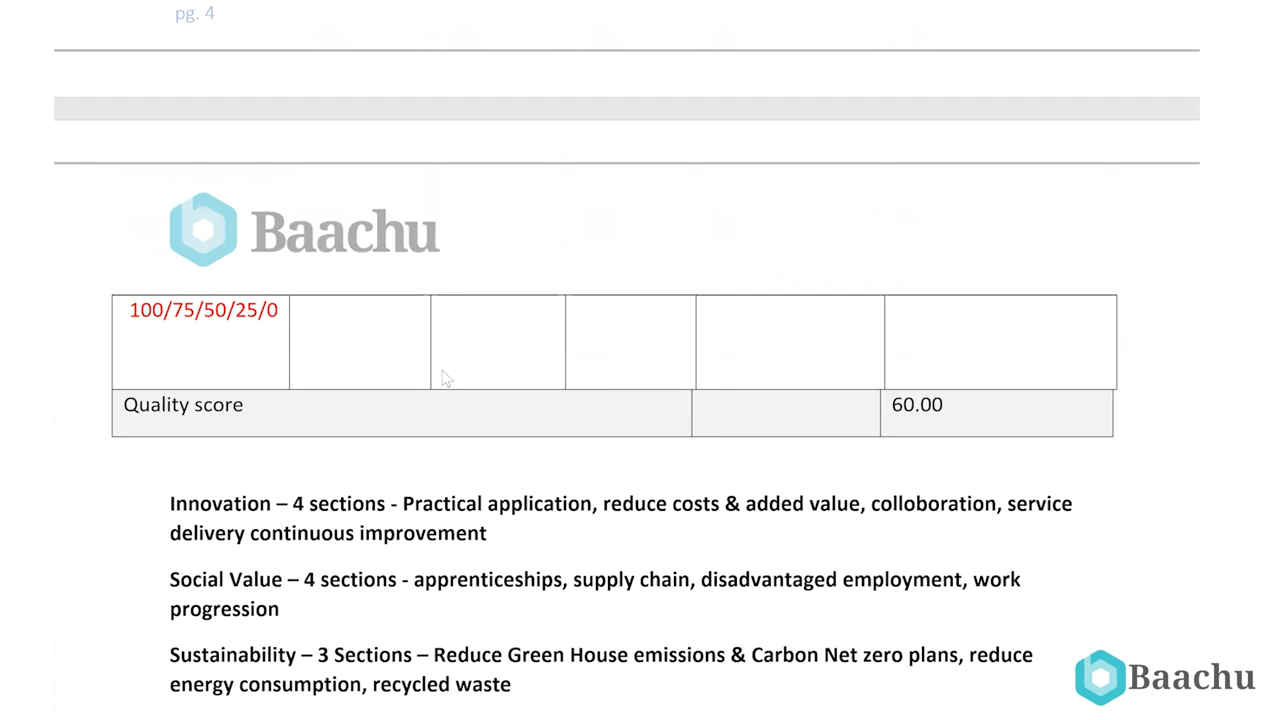 pg. 4
Baachu
100/75/50/25/0
Quality score 60.00
Innovation – 4 sections - Practical application, reduce costs & added value, colloboration, service
delivery continuous improvement
Social Value – 4 sections - apprenticeships, supply chain, disadvantaged employment, work
progression
Sustainability – 3 Sections – Reduce Green House emissions & Carbon Net zero plans, reduce
energy consumption, recycled waste
Baachu